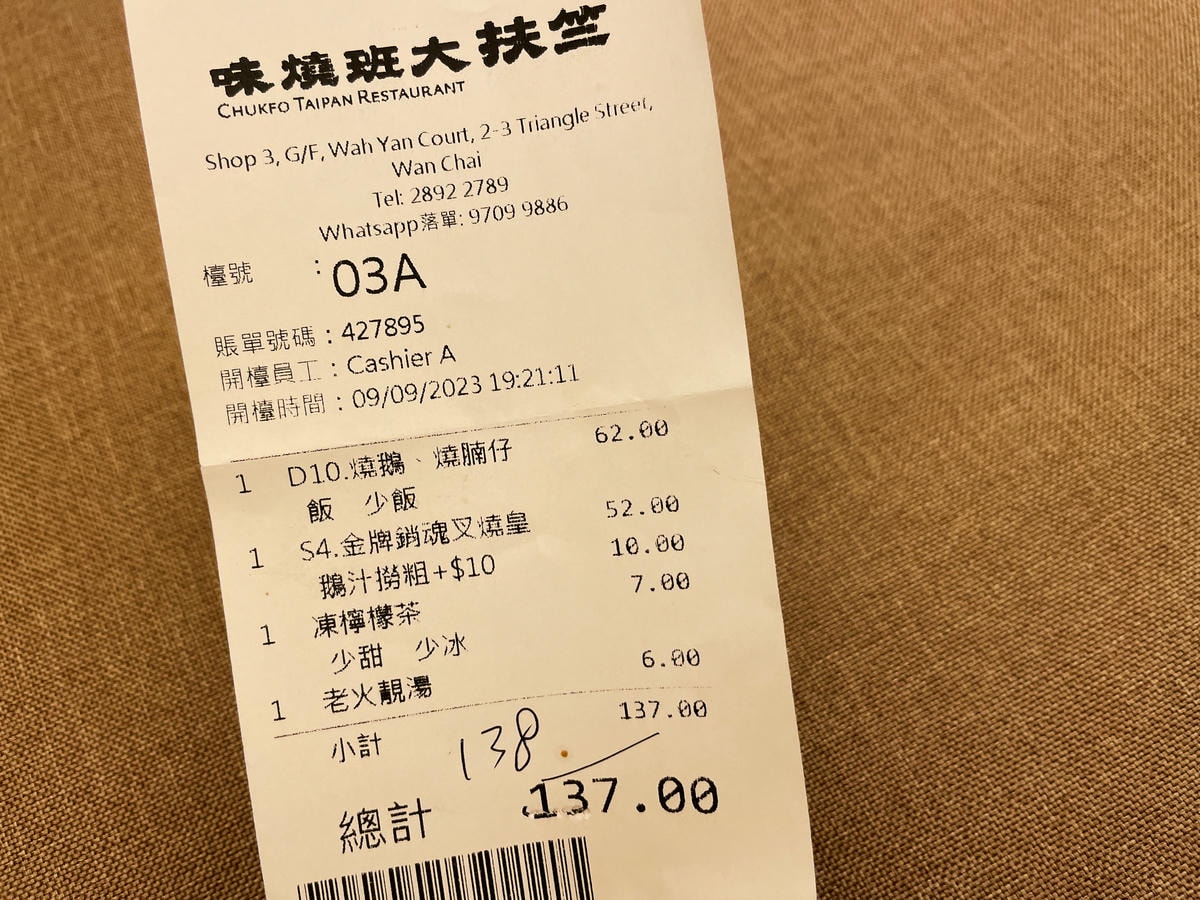 味燒班大扶竺
CHUKFO TAIPAN RESTAURANT
Shop 3, G/F, Wah Yan Court, 2-3 Triangle Street,
Wan Chai
Tel: 2892 2789
Whatsapp落單: 9709 9886
檯號 : 03A
賬單號碼 : 427895
開檯員工 : Cashier A
開檯時間 : 09/09/2023 19:21:11
1 D10.燒鵝、燒腩仔 62.00
飯 少飯
1 S4.金牌銷魂叉燒皇 52.00
鵝汁撈粗+$10 10.00
1 凍檸檬茶 7.00
少甜 少冰
1 老火靚湯 6.00
小計 137.00
138
總計 137.00